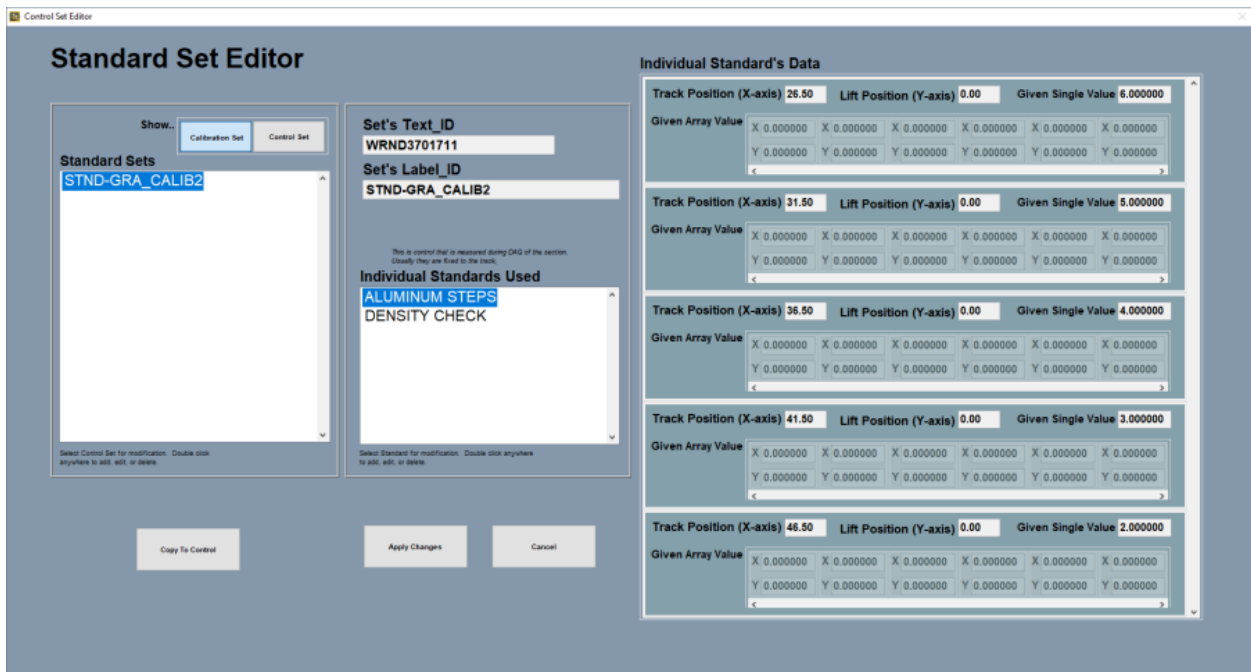 Control Set Editor
Standard Set Editor
Show..
Calibration Set
Control Set
Standard Sets
STND-GRA_CALIB2
Select Control Set for modification. Double click
anywhere to add, edit, or delete.
Copy To Control
Set's Text_ID
WRND3701711
Set's Label_ID
STND-GRA_CALIB2
This is control that is measured during DAQ of the section.
Usually they are fixed to the track.
Individual Standards Used
ALUMINUM STEPS
DENSITY CHECK
Select Standard for modification. Double click anywhere
to add, edit, or delete.
Apply Changes
Cancel
Individual Standard's Data
Track Position (X-axis) 26.50 Lift Position (Y-axis) 0.00 Given Single Value 6.000000
Given Array Value
X 0.000000 X 0.000000 X 0.000000 X 0.000000 X 0.000000 X 0.000000
Y 0.000000 Y 0.000000 Y 0.000000 Y 0.000000 Y 0.000000 Y 0.000000
Track Position (X-axis) 31.50 Lift Position (Y-axis) 0.00 Given Single Value 5.000000
Given Array Value
X 0.000000 X 0.000000 X 0.000000 X 0.000000 X 0.000000 X 0.000000
Y 0.000000 Y 0.000000 Y 0.000000 Y 0.000000 Y 0.000000 Y 0.000000
Track Position (X-axis) 36.50 Lift Position (Y-axis) 0.00 Given Single Value 4.000000
Given Array Value
X 0.000000 X 0.000000 X 0.000000 X 0.000000 X 0.000000 X 0.000000
Y 0.000000 Y 0.000000 Y 0.000000 Y 0.000000 Y 0.000000 Y 0.000000
Track Position (X-axis) 41.50 Lift Position (Y-axis) 0.00 Given Single Value 3.000000
Given Array Value
X 0.000000 X 0.000000 X 0.000000 X 0.000000 X 0.000000 X 0.000000
Y 0.000000 Y 0.000000 Y 0.000000 Y 0.000000 Y 0.000000 Y 0.000000
Track Position (X-axis) 46.50 Lift Position (Y-axis) 0.00 Given Single Value 2.000000
Given Array Value
X 0.000000 X 0.000000 X 0.000000 X 0.000000 X 0.000000 X 0.000000
Y 0.000000 Y 0.000000 Y 0.000000 Y 0.000000 Y 0.000000 Y 0.000000